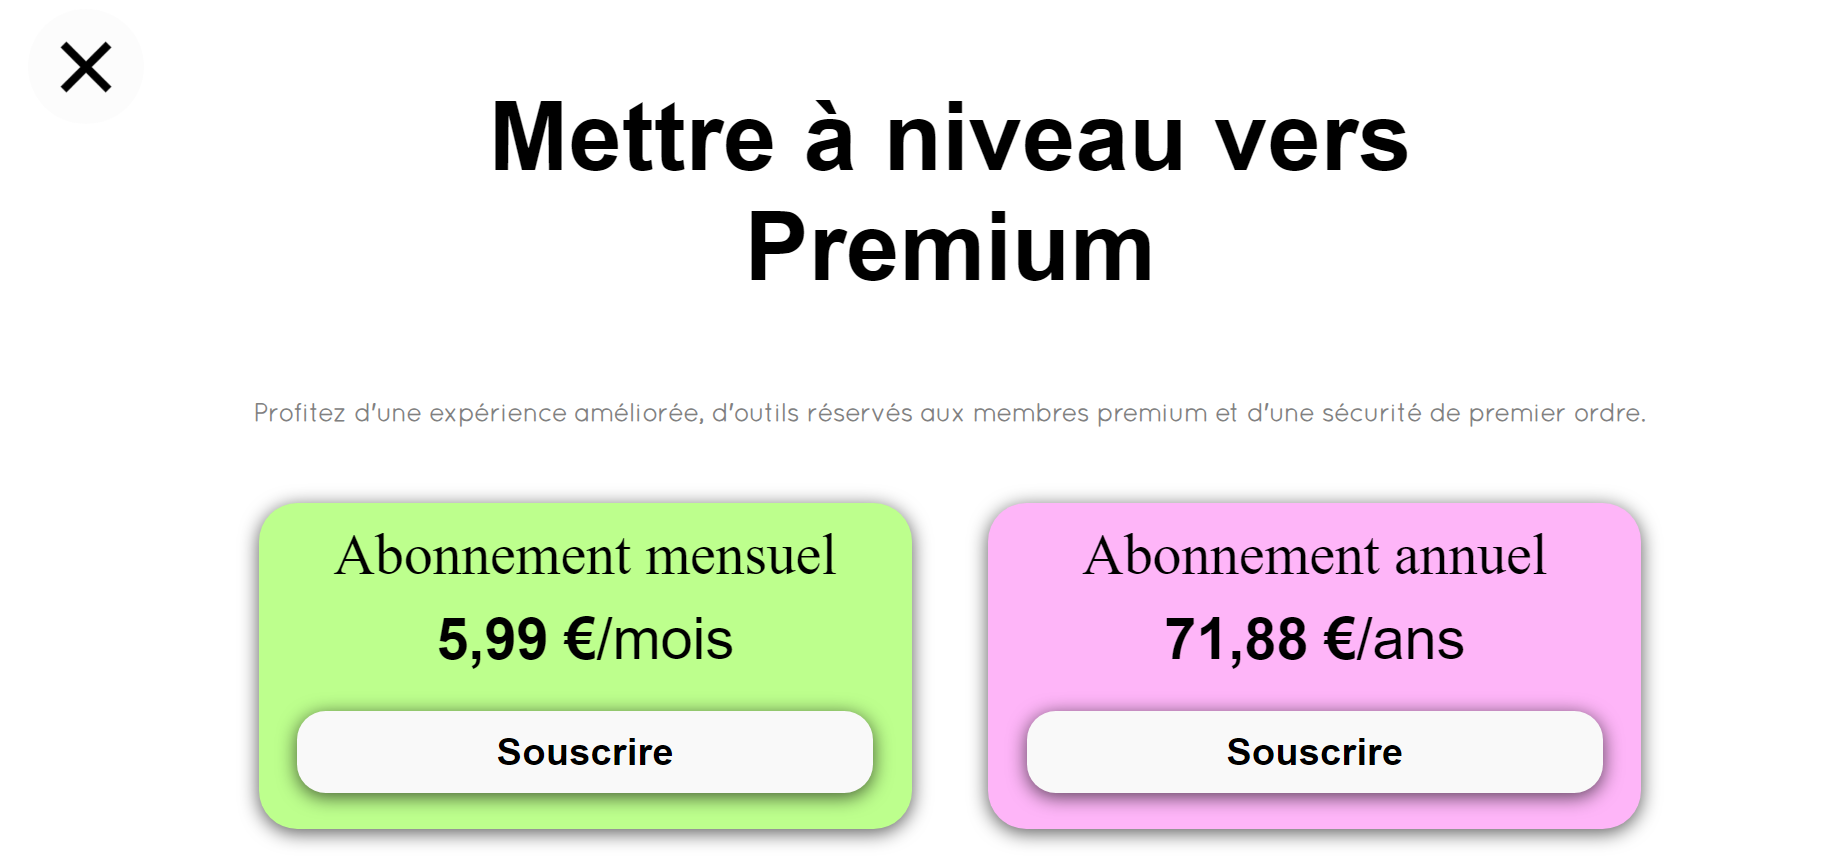 Mettre à niveau vers
Premium
Profitez d'une expérience améliorée, d'outils réservés aux membres premium et d'une sécurité de premier ordre.
Abonnement mensuel
5,99 €/mois
Souscrire
Abonnement annuel
71,88 €/ans
Souscrire